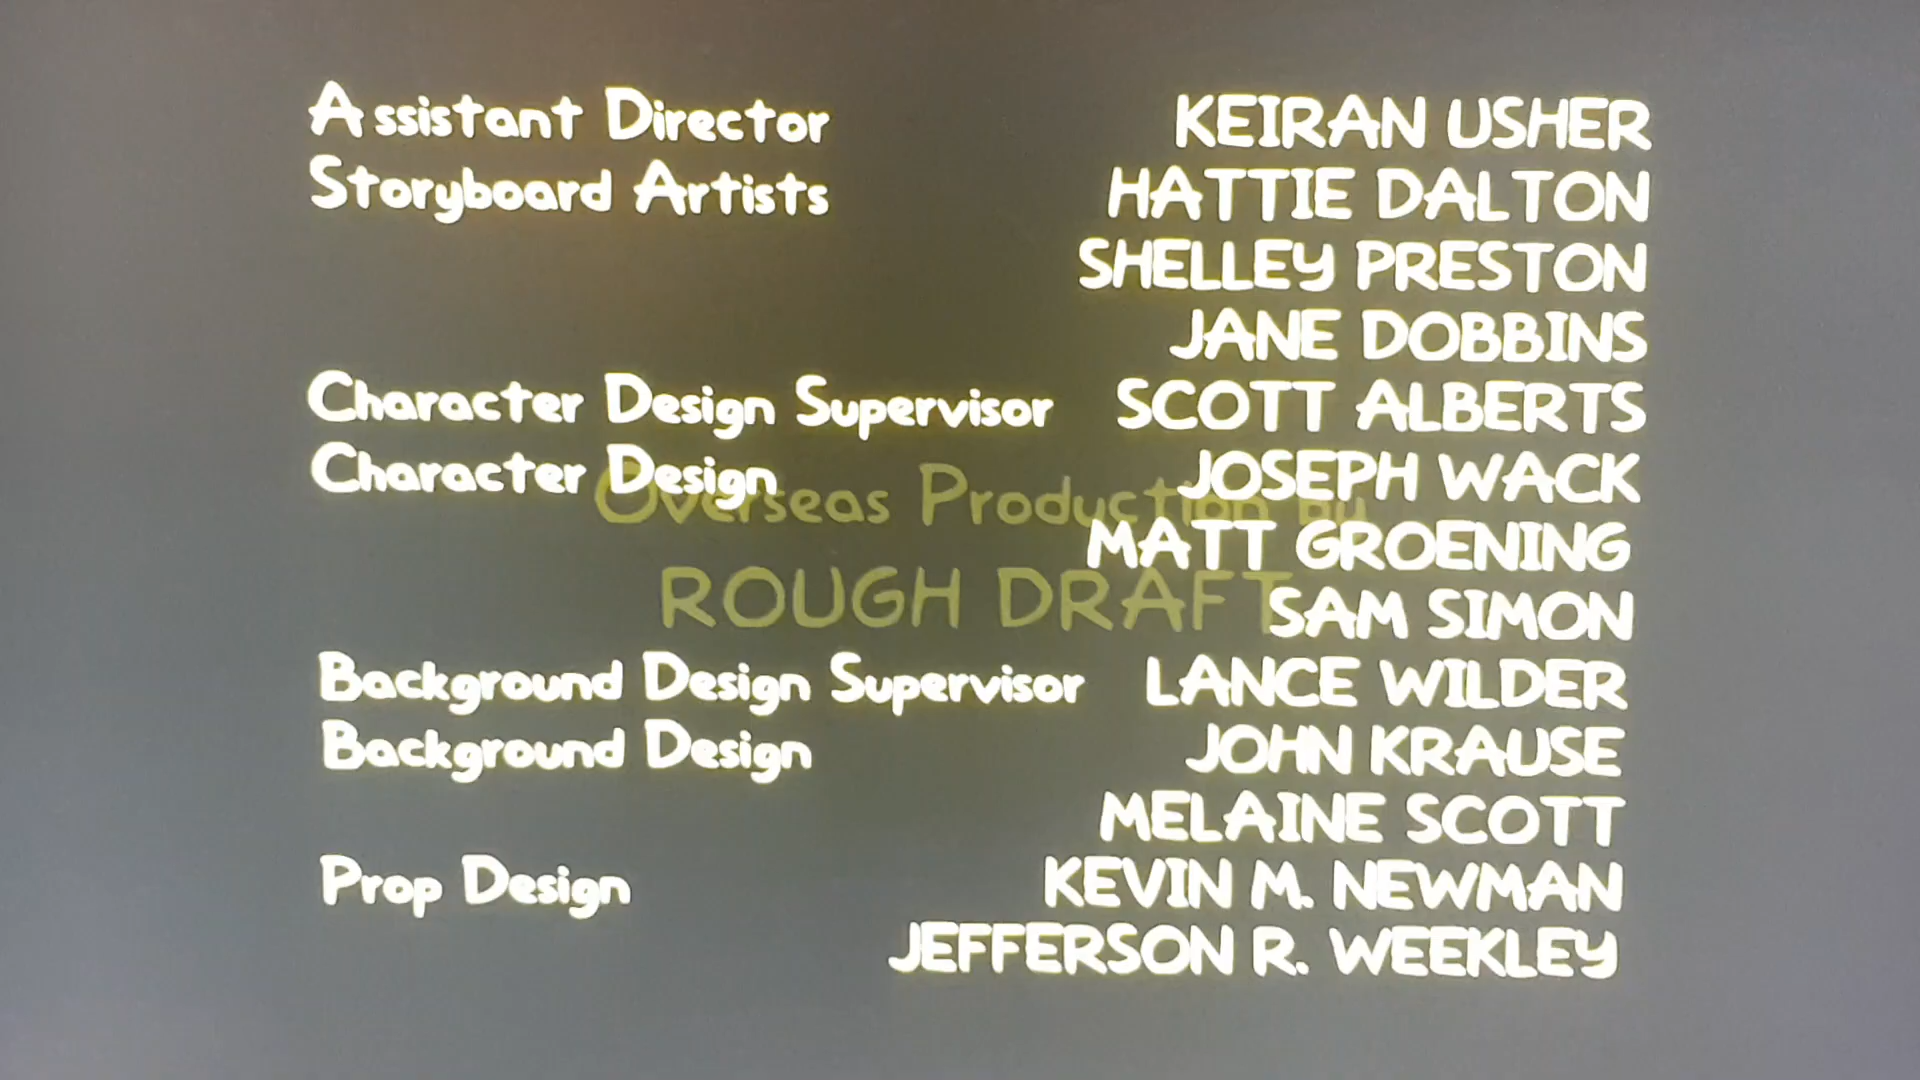 Assistant Director KEIRAN USHER
Storyboard Artists HATTIE DALTON
SHELLEY PRESTON
JANE DOBBINS
Character Design Supervisor SCOTT ALBERTS
Character Design JOSEPH WACK
Overseas Production by
MATT GROENING
ROUGH DRAFT
SAM SIMON
Background Design Supervisor LANCE WILDER
Background Design JOHN KRAUSE
MELAINE SCOTT
Prop Design KEVIN M. NEWMAN
JEFFERSON R. WEEKLEY